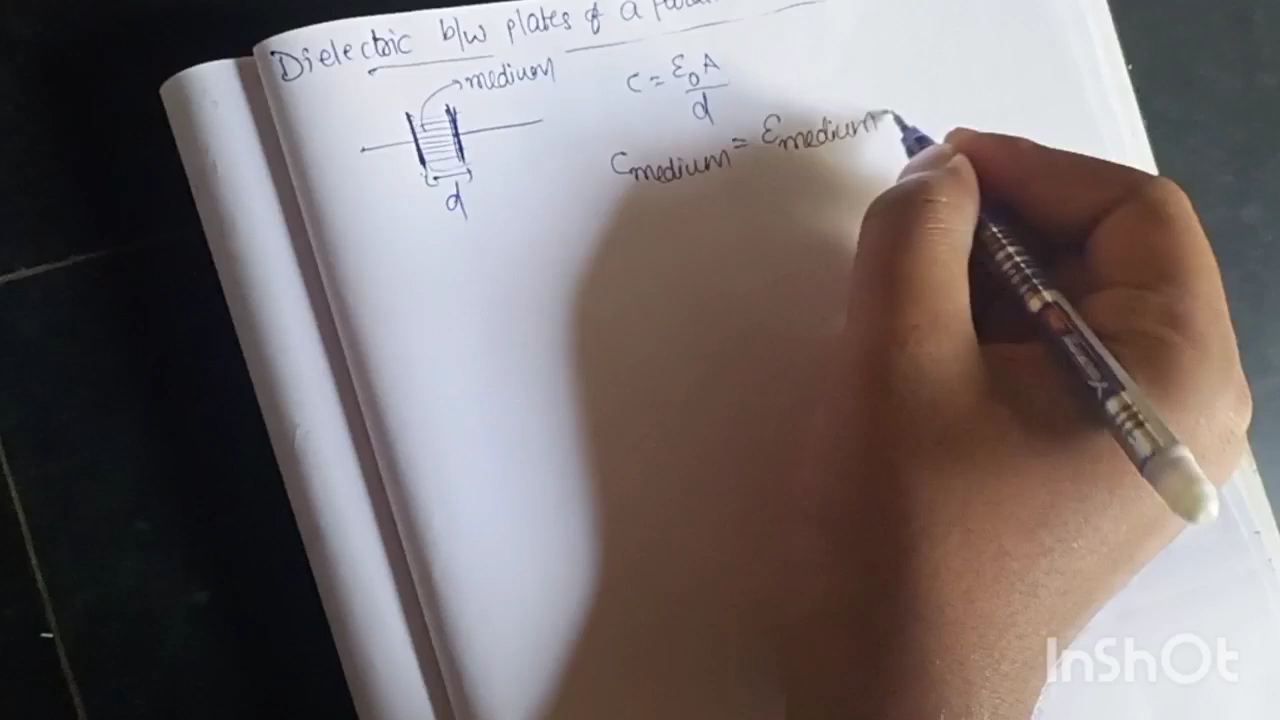 Dielectric b/w plates of a
medium
d
C = ε₀A/d
Cmedium = εmedium
InShOt